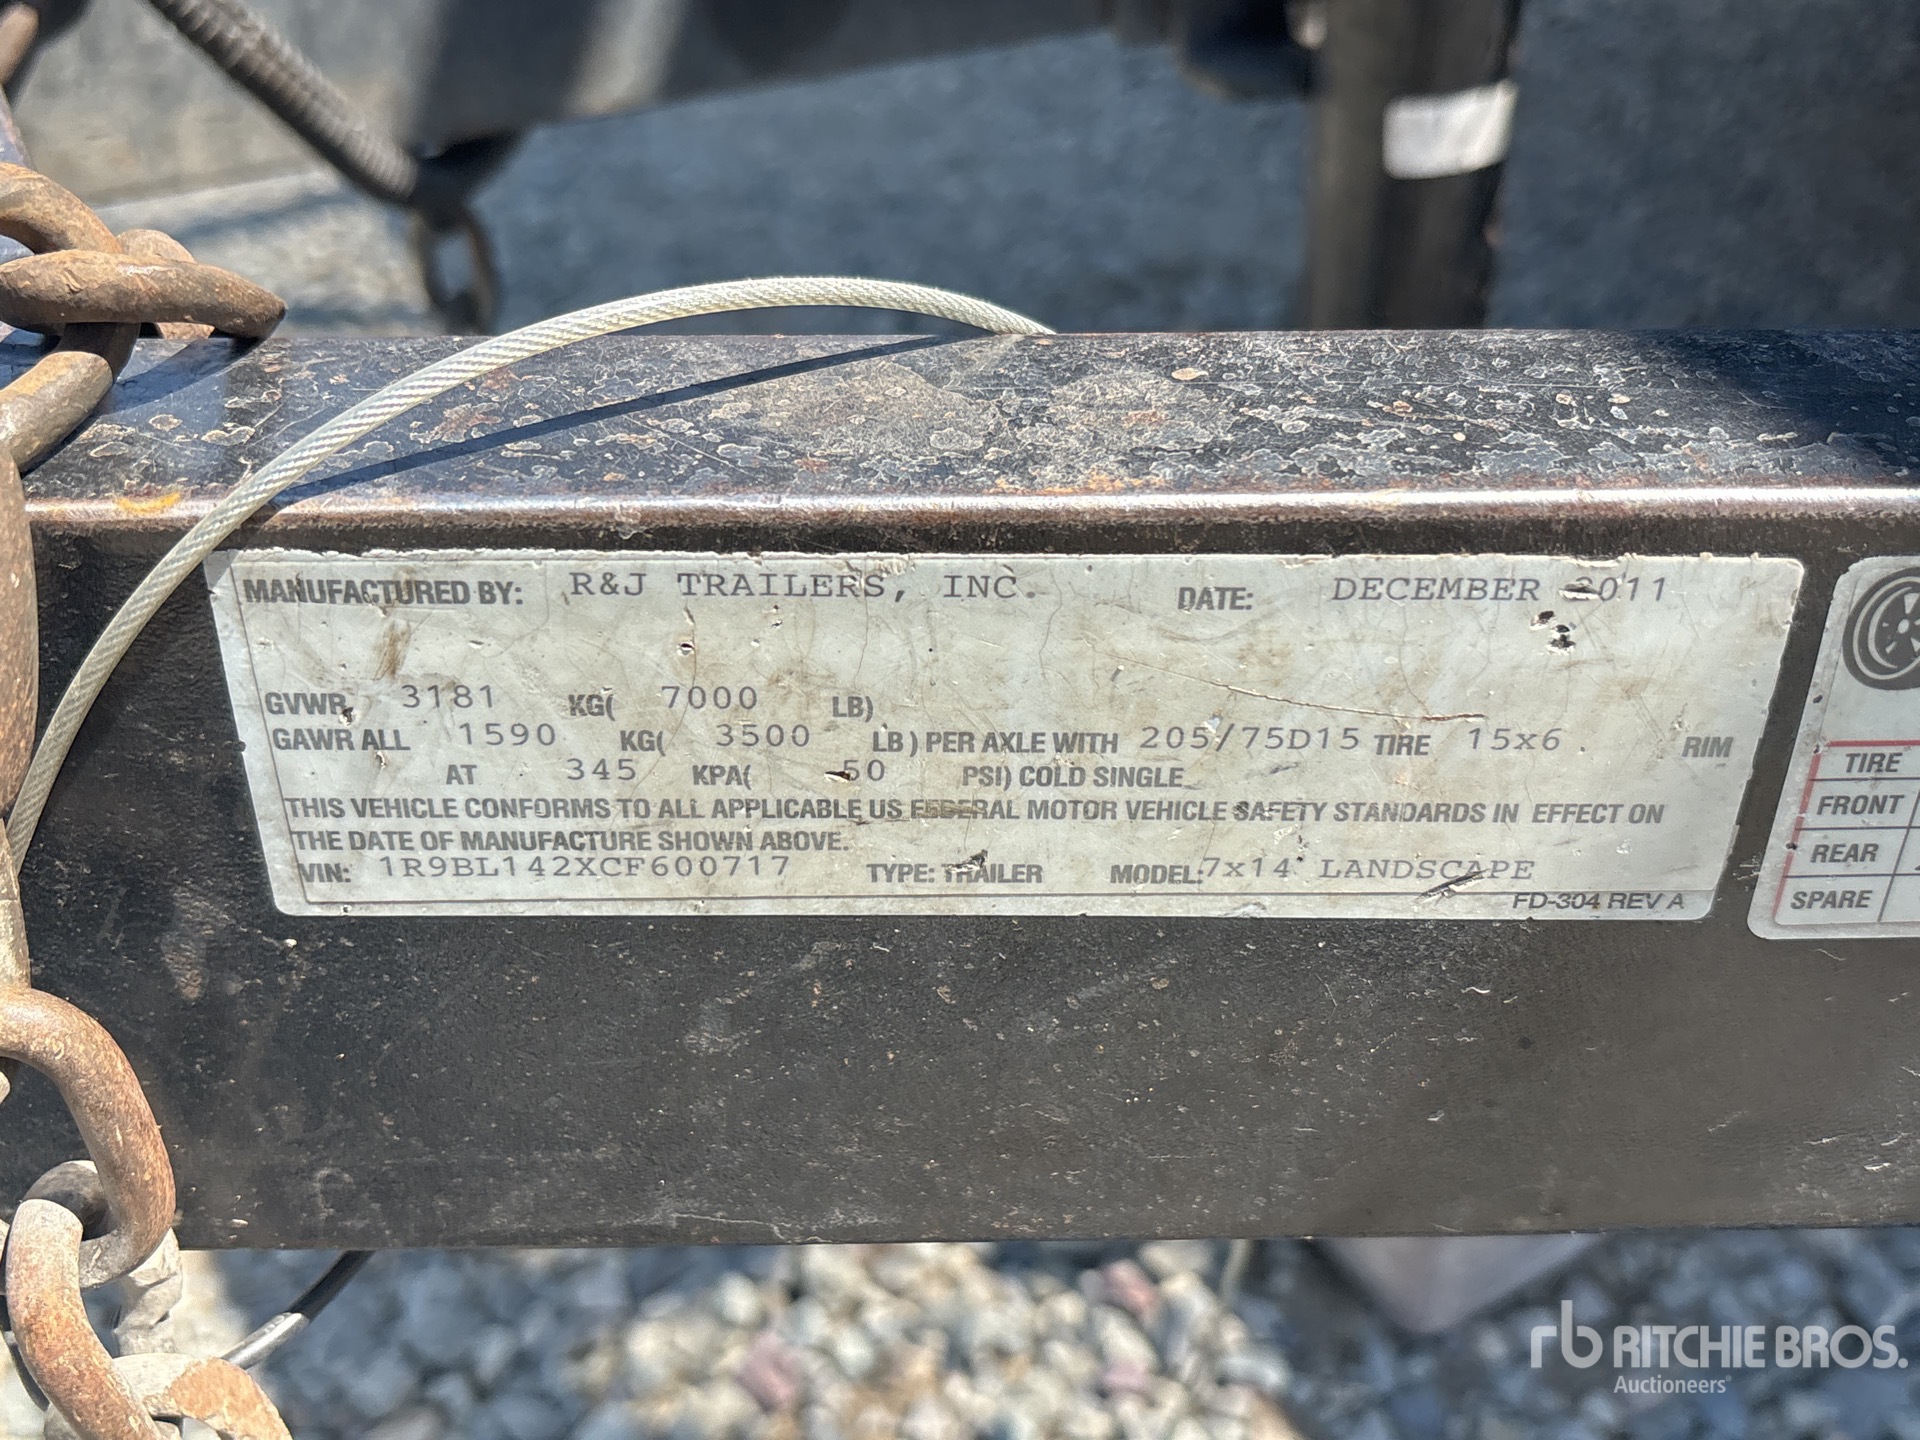 MANUFACTURED BY: R&J TRAILERS, INC. DATE: DECEMBER 2011
GVWR 3181 KG( 7000 LB)
GAWR ALL 1590 KG( 3500 LB) PER AXLE WITH 205/75D15 TIRE 15x6 RIM
AT 345 KPA( 50 PSI) COLD SINGLE
THIS VEHICLE CONFORMS TO ALL APPLICABLE US FEDERAL MOTOR VEHICLE SAFETY STANDARDS IN EFFECT ON
THE DATE OF MANUFACTURE SHOWN ABOVE.
VIN: 1R9BL142XCF600717 TYPE: TRAILER MODEL: 7x14 LANDSCAPE
FD-304 REV A
TIRE
FRONT
REAR
SPARE
rb RITCHIE BROS.
Auctioneers